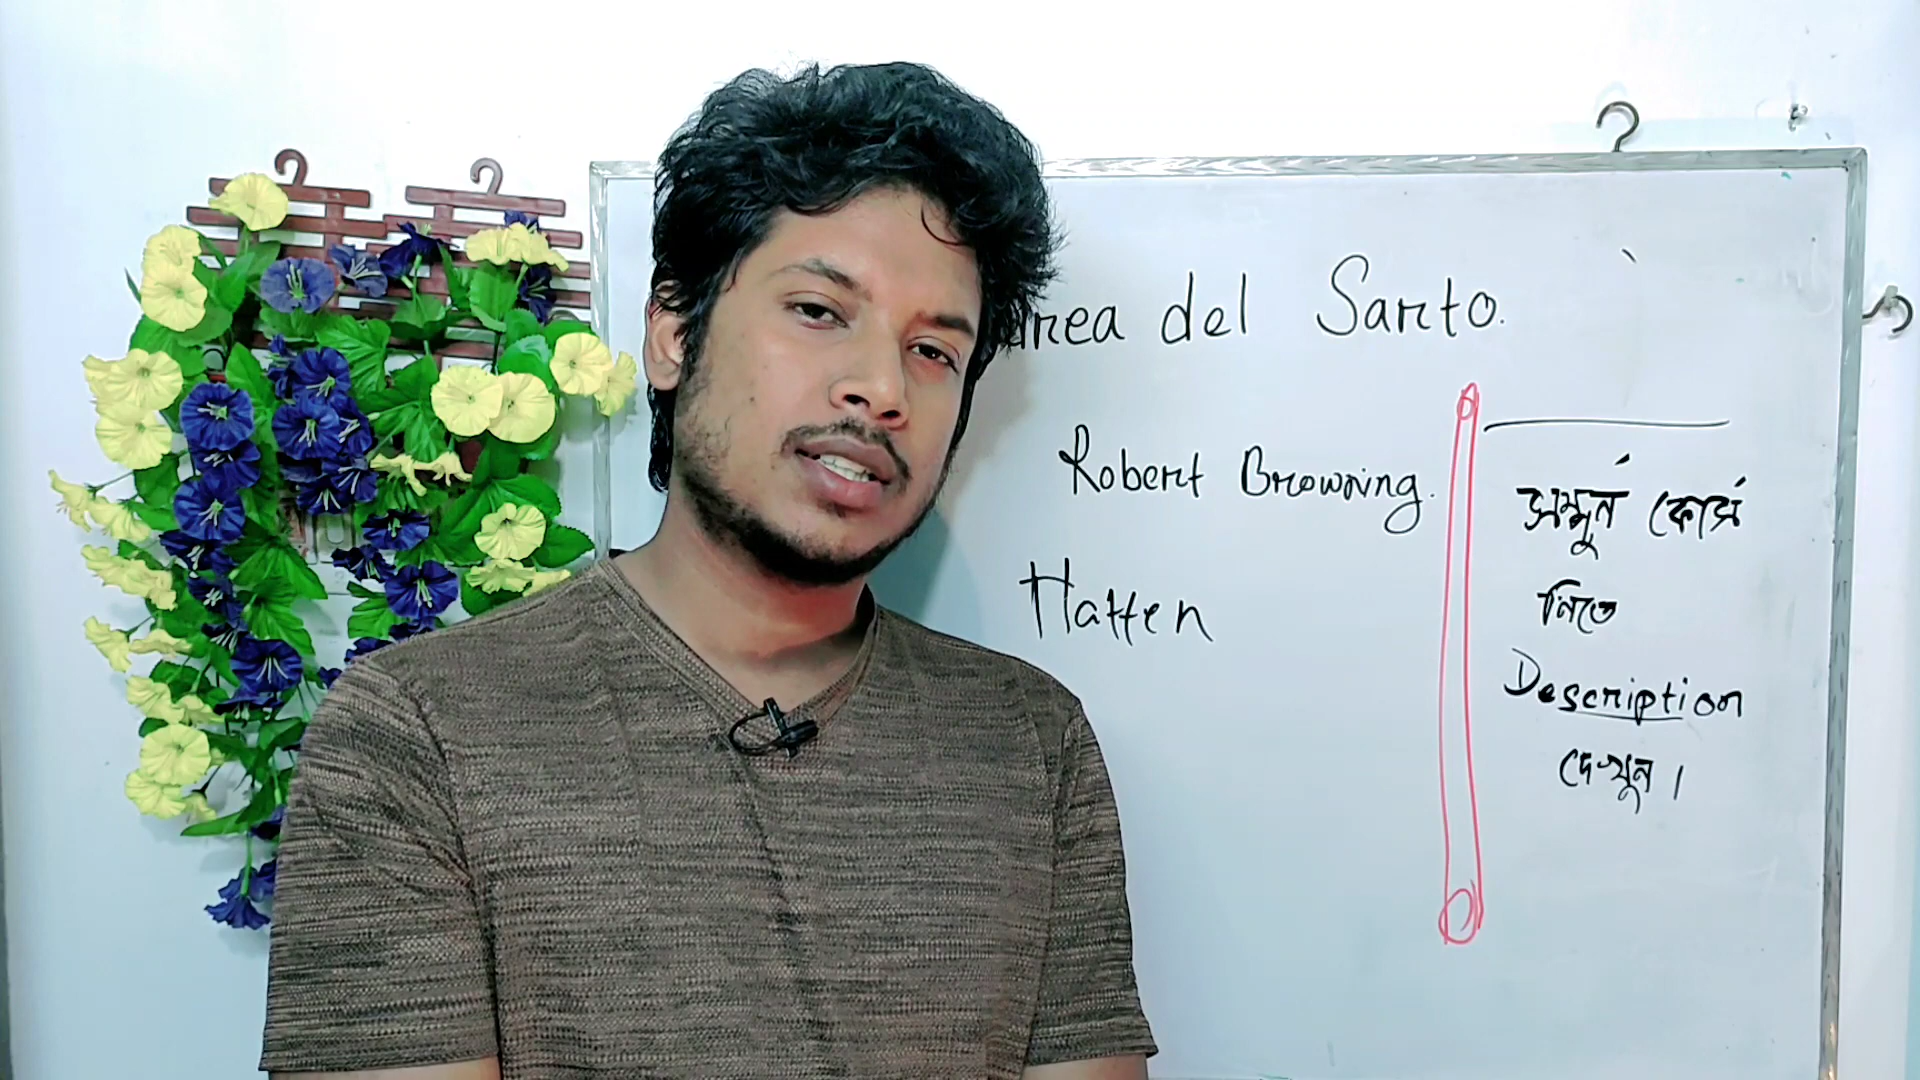 drea del Sarto.
Robert Browning.
Hatten
সম্পূর্ন কোর্স
নিতে
Description
দেখুন।